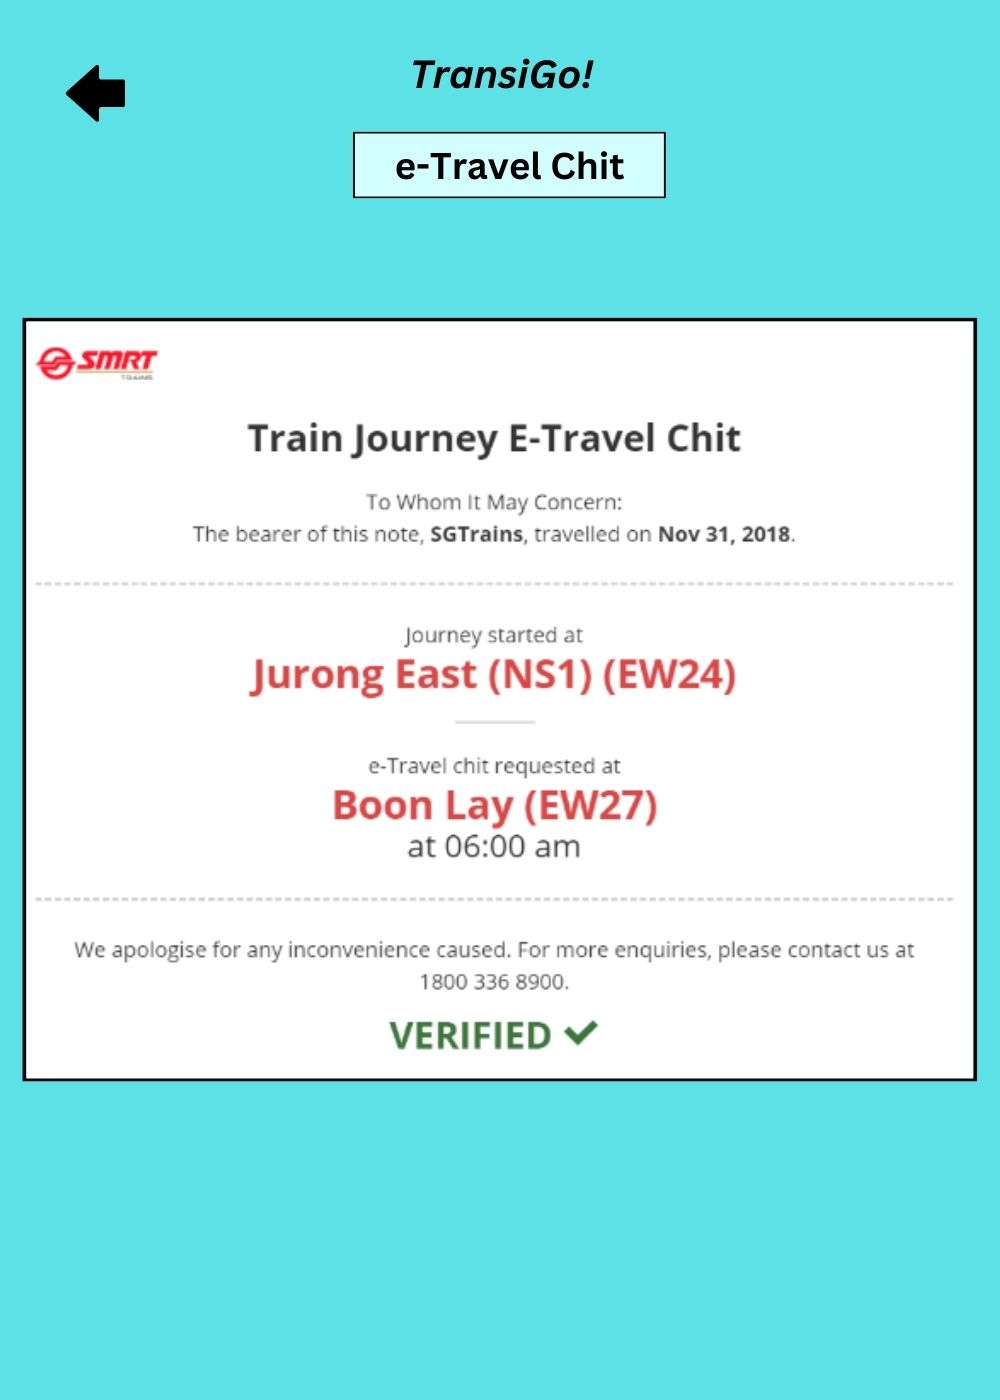 TransiGo!
e-Travel Chit
SMRT
TRAINS
Train Journey E-Travel Chit
To Whom It May Concern:
The bearer of this note, SGTrains, travelled on Nov 31, 2018.
Journey started at
Jurong East (NS1) (EW24)
e-Travel chit requested at
Boon Lay (EW27)
at 06:00 am
We apologise for any inconvenience caused. For more enquiries, please contact us at
1800 336 8900.
VERIFIED ✔